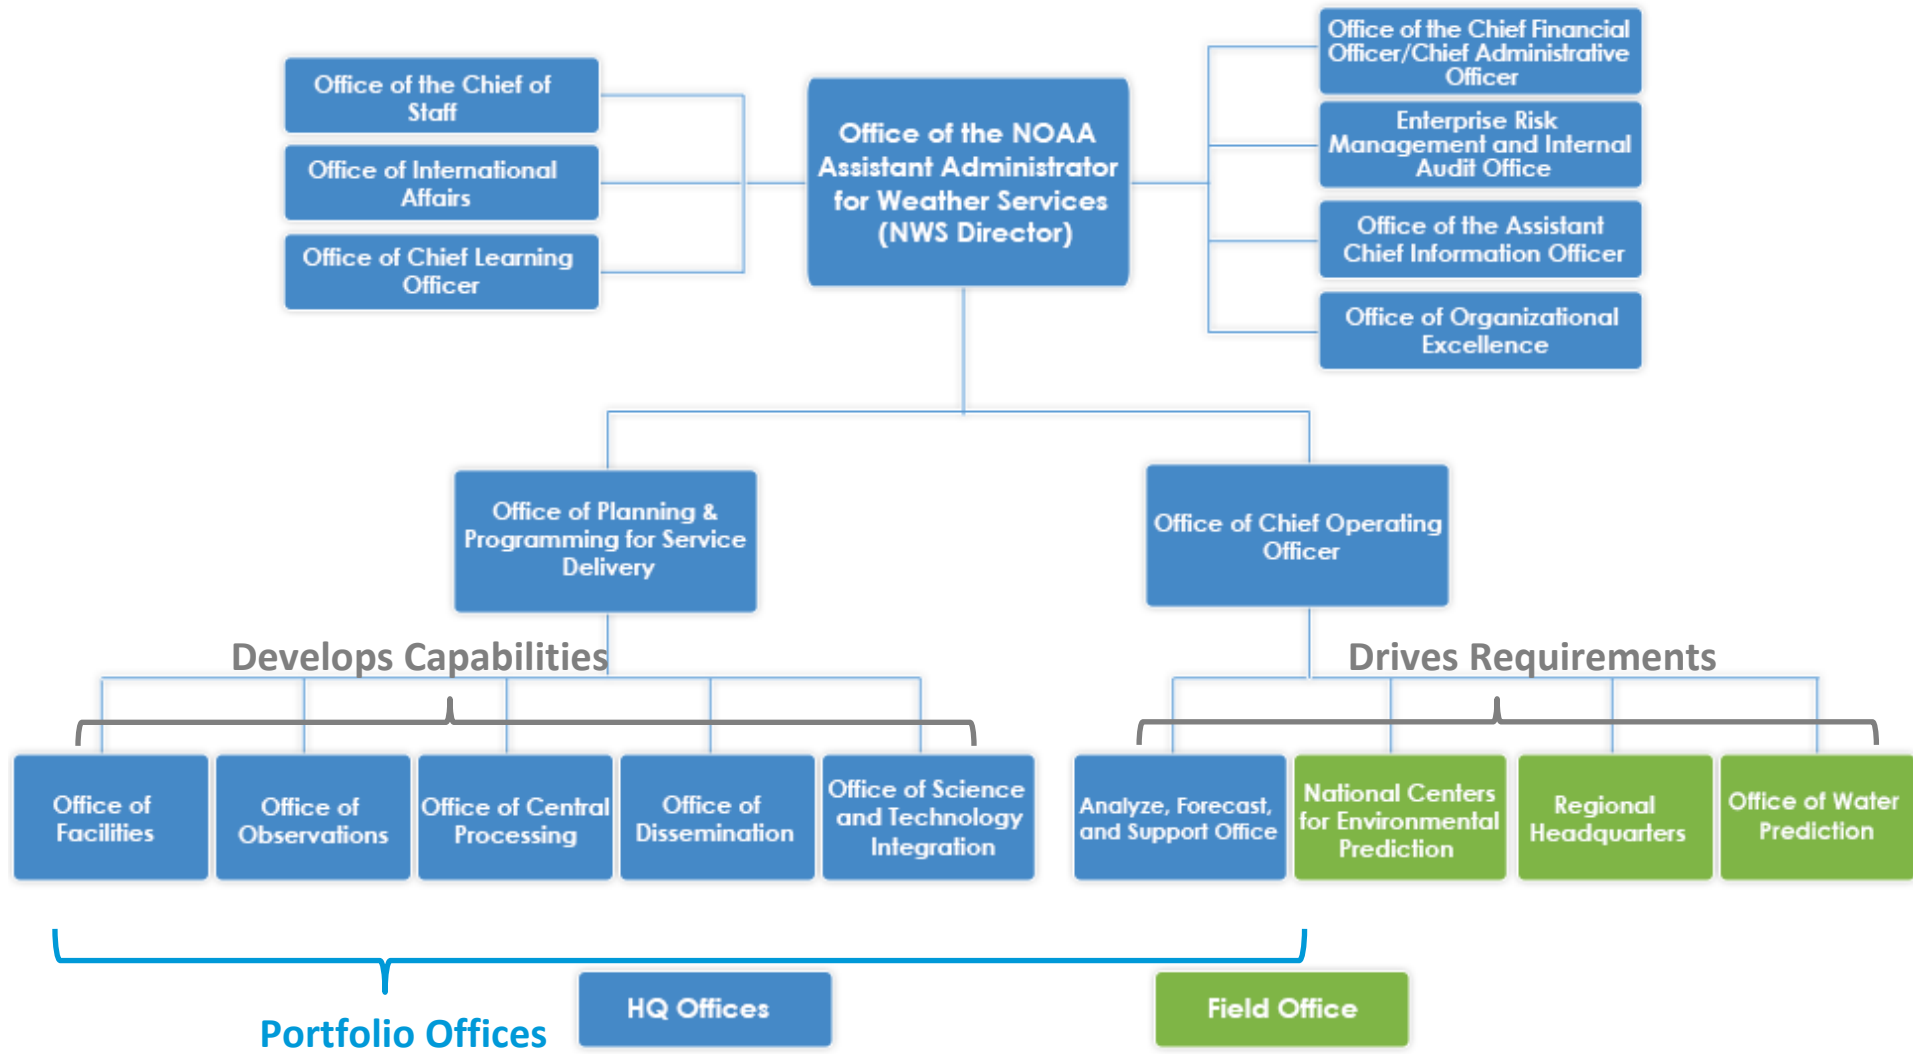 Office of the Chief of
Staff
Office of International
Affairs
Office of Chief Learning
Officer
Office of the NOAA
Assistant Administrator
for Weather Services
(NWS Director)
Office of the Chief Financial
Officer/Chief Administrative
Officer
Enterprise Risk
Management and Internal
Audit Office
Office of the Assistant
Chief Information Officer
Office of Organizational
Excellence
Office of Planning &
Programming for Service
Delivery
Office of Chief Operating
Officer
Develops Capabilities
Drives Requirements
Office of
Facilities
Office of
Observations
Office of Central
Processing
Office of
Dissemination
Office of Science
and Technology
Integration
Analyze, Forecast,
and Support Office
National Centers
for Environmental
Prediction
Regional
Headquarters
Office of Water
Prediction
Portfolio Offices
HQ Offices
Field Office